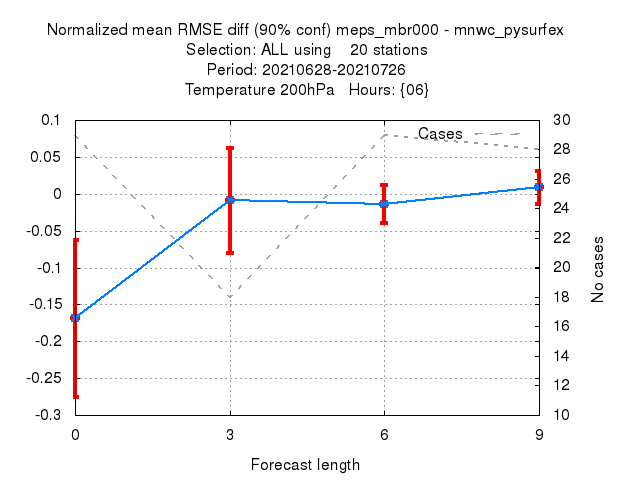 Normalized mean RMSE diff (90% conf) meps_mbr000 - mnwc_pysurfex
Selection: ALL using 20 stations
Period: 20210628-20210726
Temperature 200hPa Hours: {06}
0.1
0.05
0
-0.05
-0.1
-0.15
-0.2
-0.25
-0.3
Cases
30
28
26
24
22
20
18
16
14
12
10
No cases
0 3 6 9
Forecast length